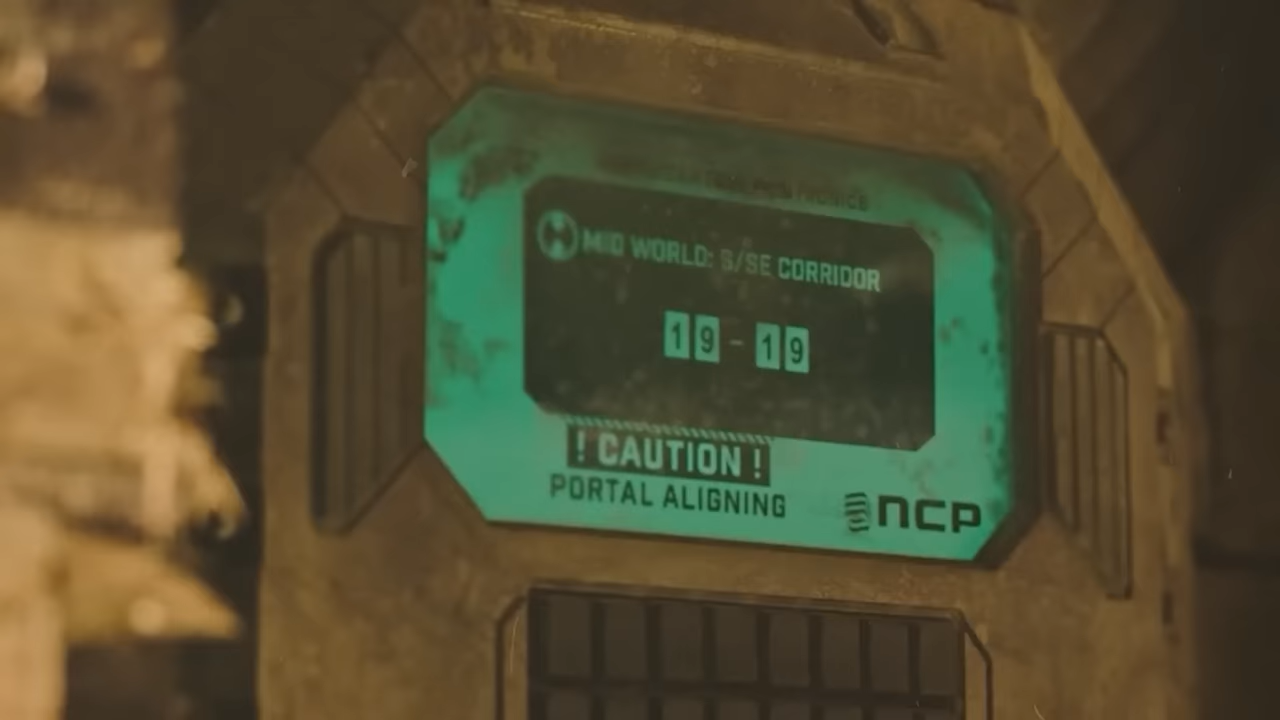 MID WORLD: S/SE CORRIDOR
19-19
! CAUTION !
PORTAL ALIGNING
NCP